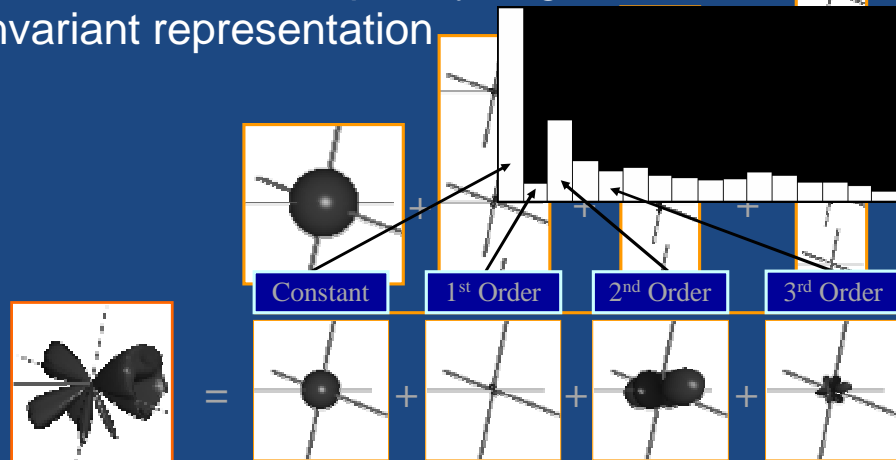 nvariant representation
+ + +
Constant 1st Order 2nd Order 3rd Order
= + + +